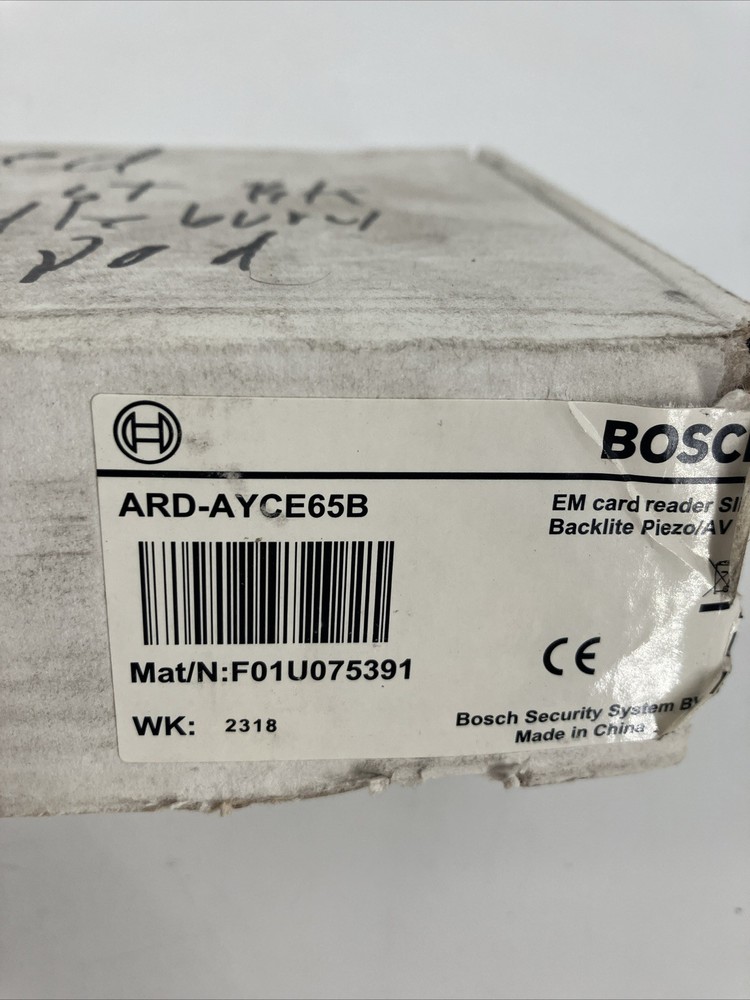 BOSC
ARD-AYCE65B
EM card reader
Backlite Piezo/AV
Mat/N:F01U075391
CE
WK: 2318
Bosch Security System BV
Made in China